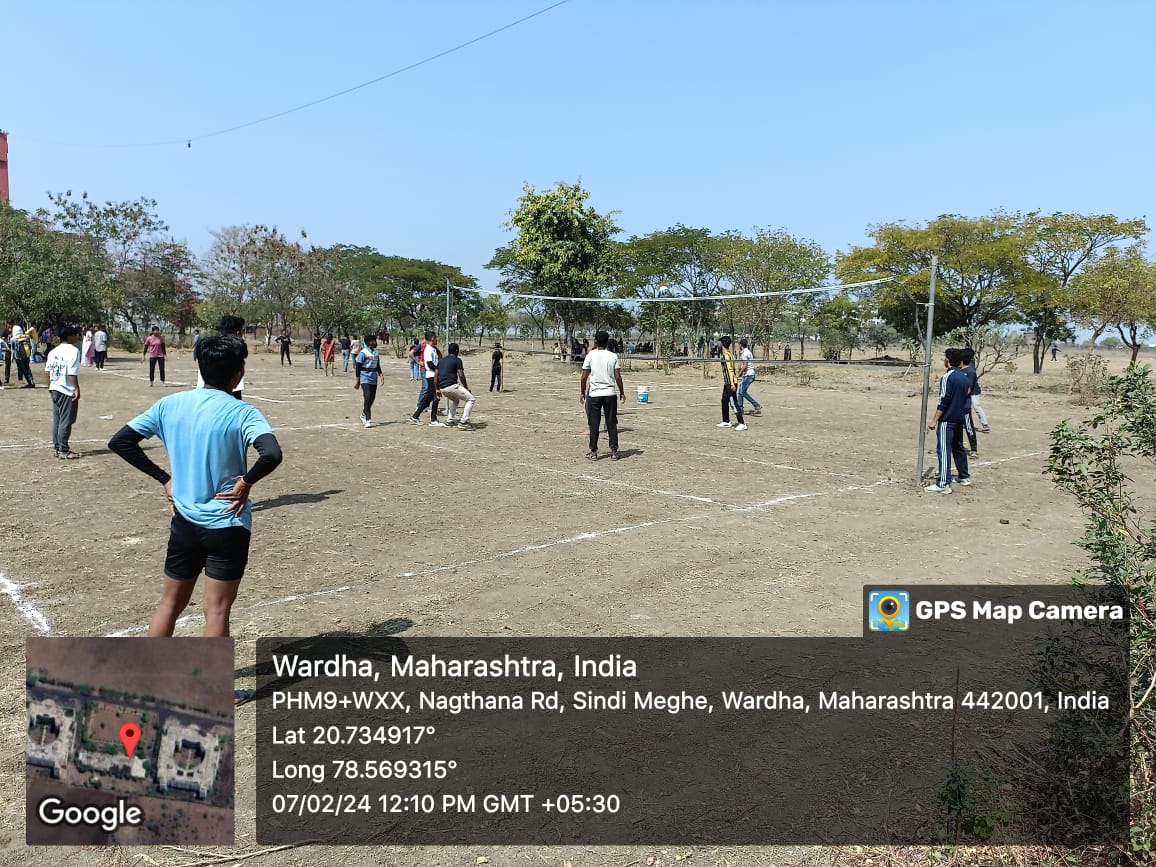 GPS Map Camera
Wardha, Maharashtra, India
PHM9+WXX, Nagthana Rd, Sindi Meghe, Wardha, Maharashtra 442001, India
Lat 20.734917°
Long 78.569315°
07/02/24 12:10 PM GMT +05:30
Google